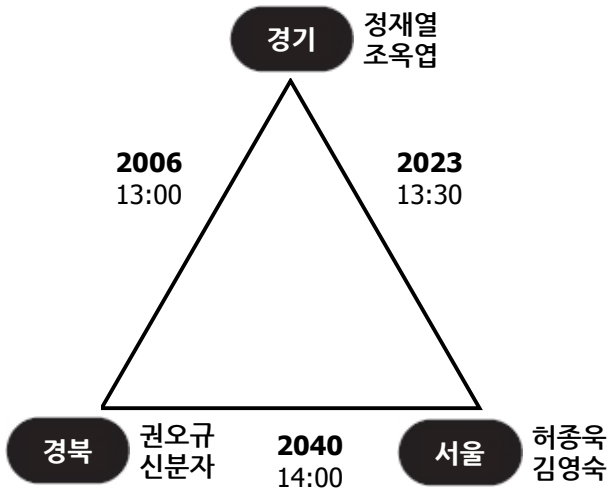 경기
정재열
조옥엽
2006
13:00
2023
13:30
경북
권오규
신분자
2040
14:00
서울
허종욱
김영숙